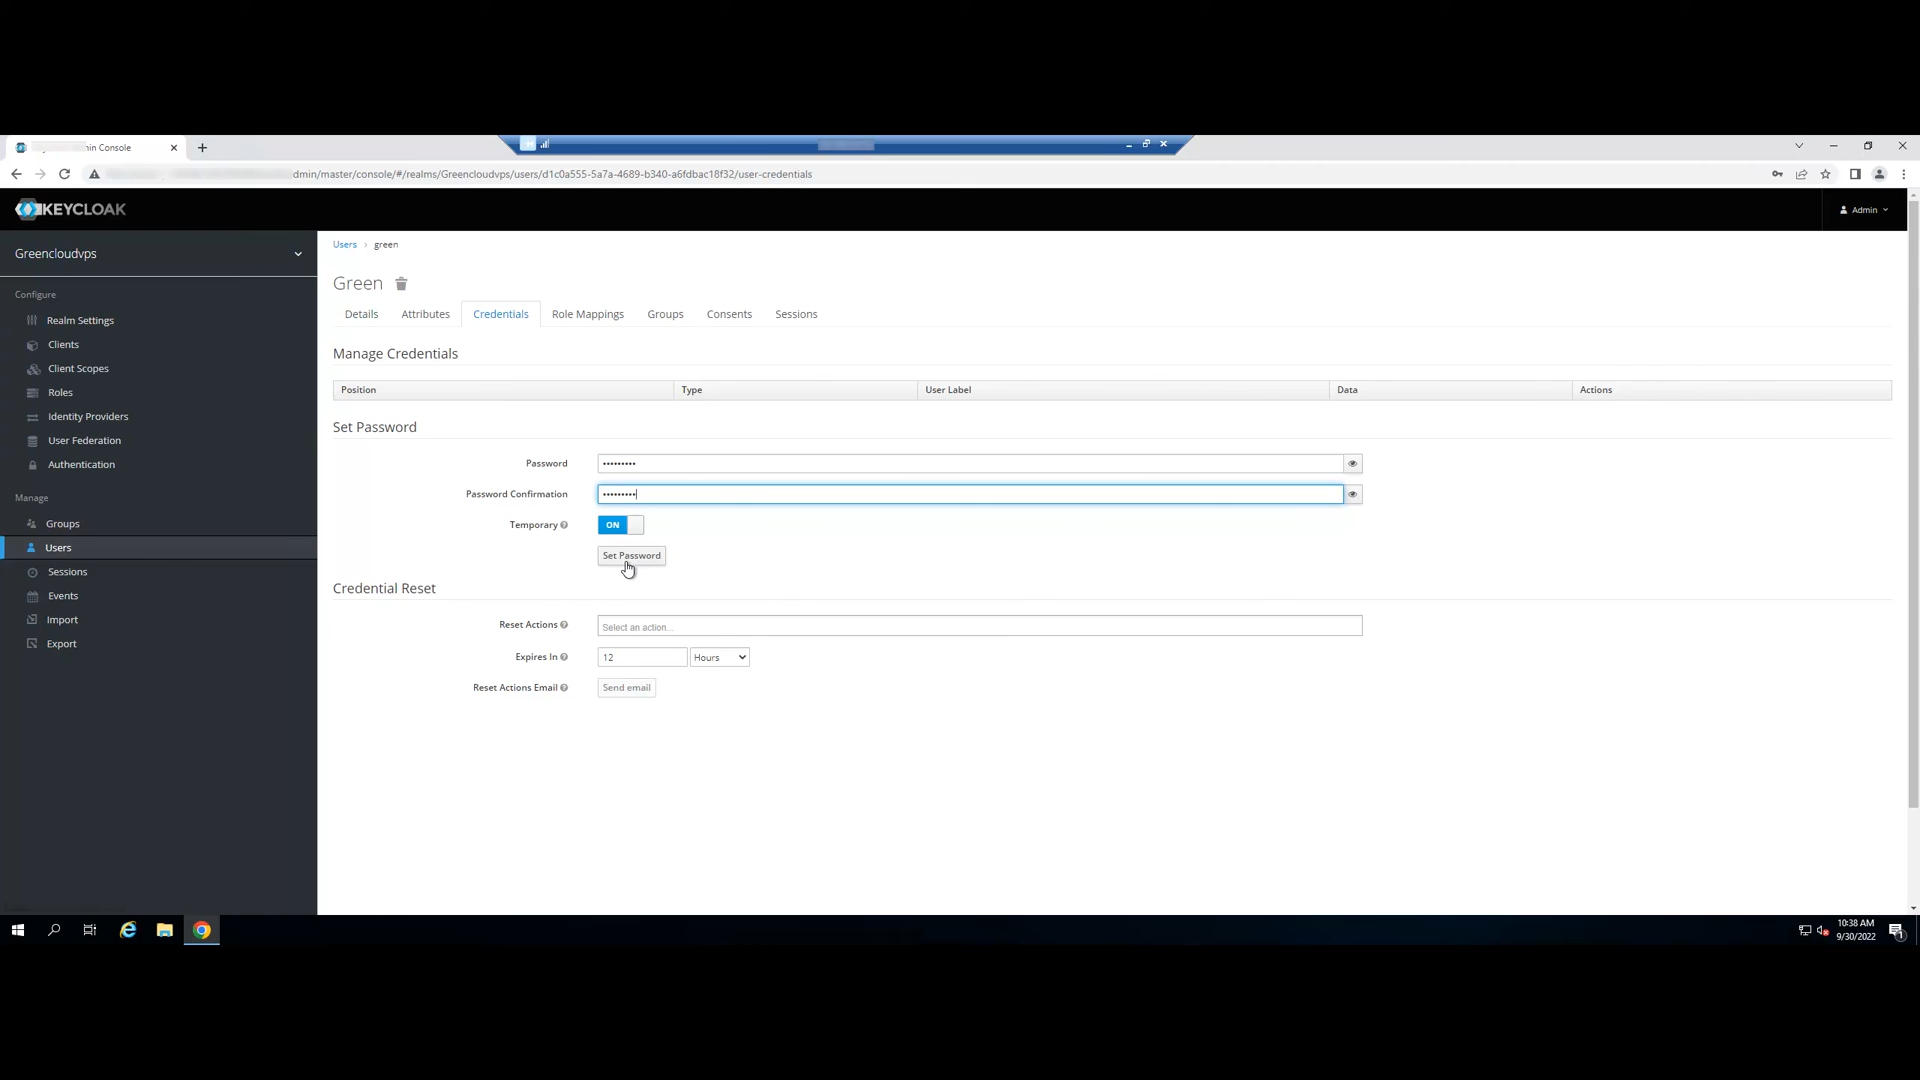 hin Console
dmin/master/console/#/realms/Greencloudvps/users/d1c0a555-5a7a-4689-b340-a6fdbac18f32/user-credentials
KEYCLOAK
Admin
Greencloudvps
Users > green
Green
Configure
Realm Settings
Clients
Client Scopes
Roles
Identity Providers
User Federation
Authentication
Manage
Groups
Users
Sessions
Events
Import
Export
Details Attributes Credentials Role Mappings Groups Consents Sessions
Manage Credentials
Position Type User Label Data Actions
Set Password
Password •••••••••
Password Confirmation •••••••••
Temporary ON
Set Password
Credential Reset
Reset Actions Select an action...
Expires In 12 Hours
Reset Actions Email Send email
10:38 AM
9/30/2022
1